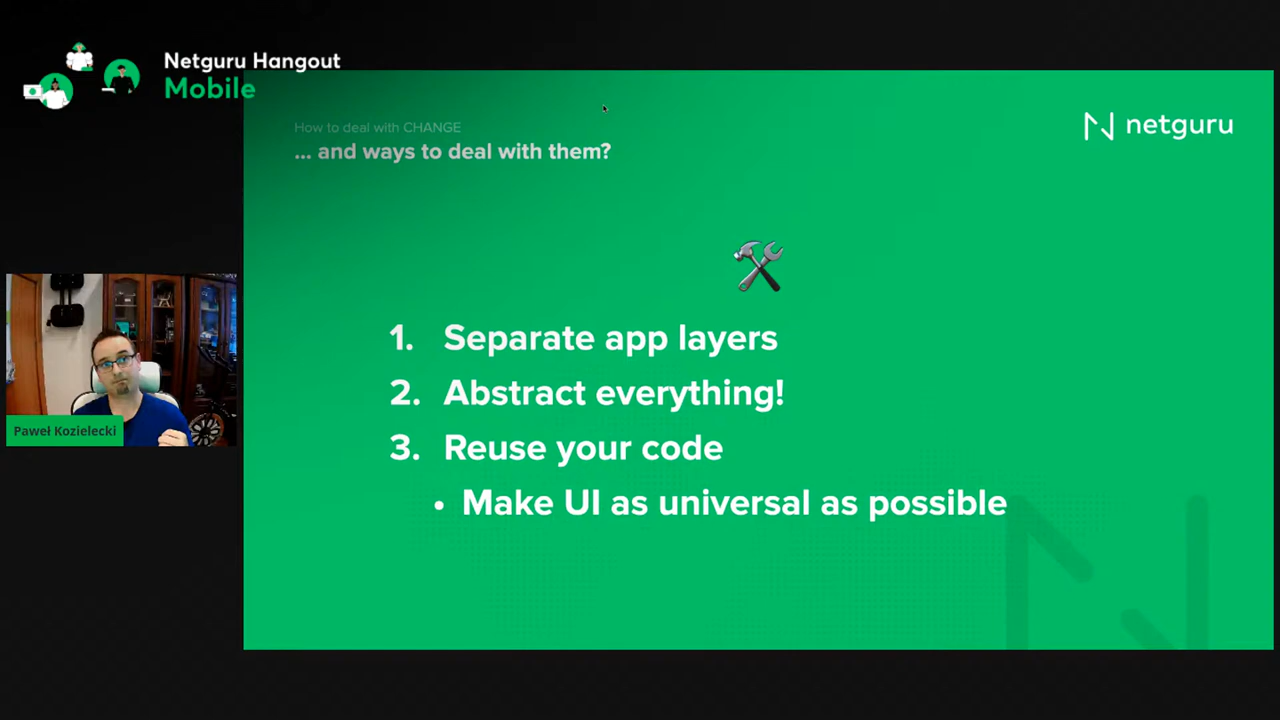 Netguru Hangout
Mobile
How to deal with CHANGE
... and ways to deal with them?
netguru
1. Separate app layers
2. Abstract everything!
3. Reuse your code
• Make UI as universal as possible
Paweł Kozielecki